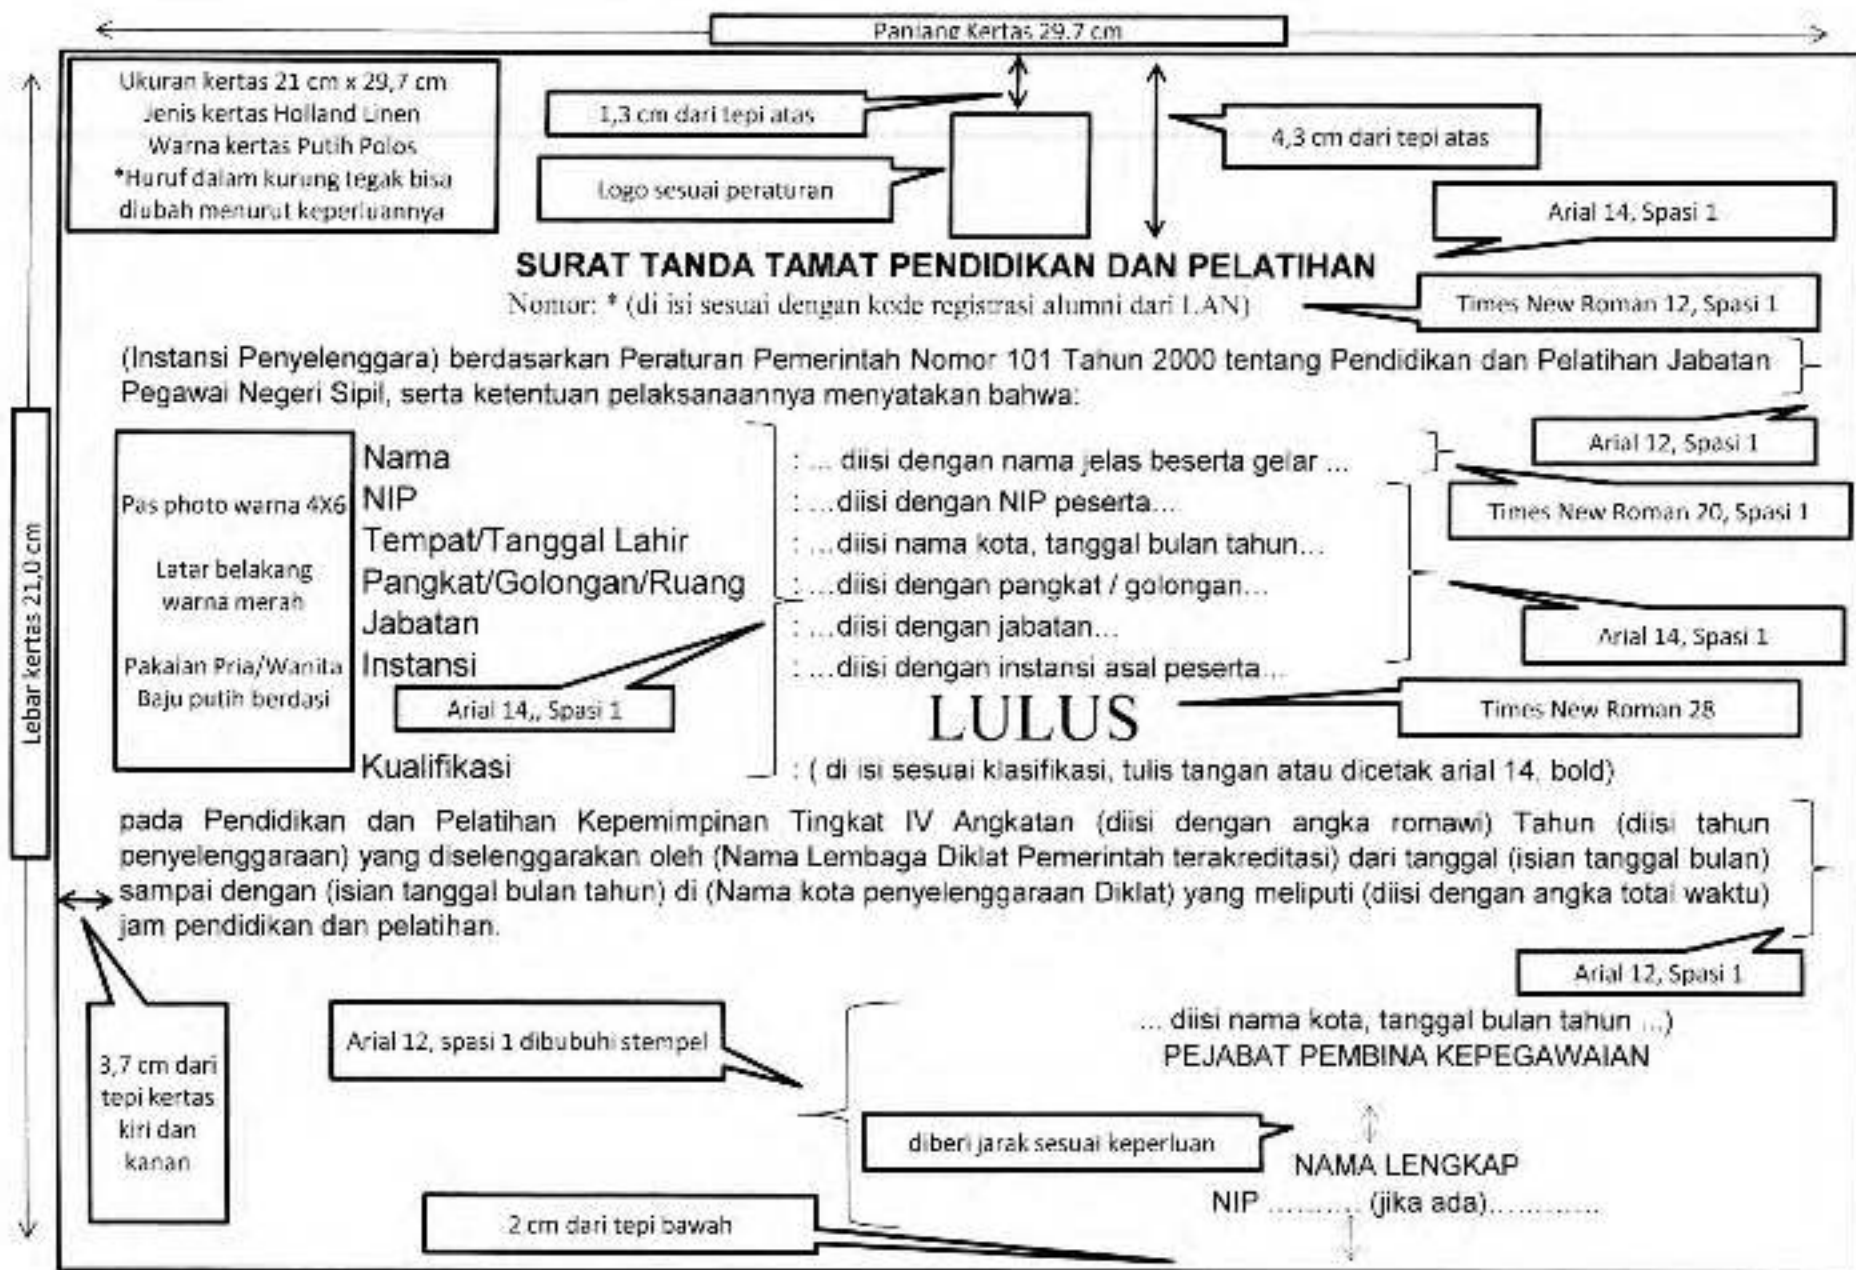 Panjang Kertas 29.7 cm
Ukuran kertas 21 cm x 29,7 cm
Jenis kertas Holland Linen
Warna kertas Putih Polos
*Huruf dalam kurung tegak bisa
diubah menurut keperluannya
1,3 cm dari tepi atas
4,3 cm dari tepi atas
Logo sesuai peraturan
Arial 14, Spasi 1
SURAT TANDA TAMAT PENDIDIKAN DAN PELATIHAN
Nomor: * (di isi sesuai dengan kode registrasi alumni dari LAN)
Times New Roman 12, Spasi 1
(Instansi Penyelenggara) berdasarkan Peraturan Pemerintah Nomor 101 Tahun 2000 tentang Pendidikan dan Pelatihan Jabatan
Pegawai Negeri Sipil, serta ketentuan pelaksanaannya menyatakan bahwa:
Arial 12, Spasi 1
Lebar kertas 21,0 cm
Pas photo warna 4X6
Latar belakang
warna merah
Pakaian Pria/Wanita
Baju putih berdasi
Nama : ... diisi dengan nama jelas beserta gelar ...
NIP : ...diisi dengan NIP peserta...
Times New Roman 20, Spasi 1
Tempat/Tanggal Lahir : ...diisi nama kota, tanggal bulan tahun...
Pangkat/Golongan/Ruang : ...diisi dengan pangkat / golongan...
Jabatan : ...diisi dengan jabatan...
Arial 14, Spasi 1
Instansi : ...diisi dengan instansi asal peserta...
Arial 14,, Spasi 1
LULUS
Times New Roman 28
Kualifikasi : ( di isi sesuai klasifikasi, tulis tangan atau dicetak arial 14, bold)
pada Pendidikan dan Pelatihan Kepemimpinan Tingkat IV Angkatan (diisi dengan angka romawi) Tahun (diisi tahun
penyelenggaraan) yang diselenggarakan oleh (Nama Lembaga Diklat Pemerintah terakreditasi) dari tanggal (isian tanggal bulan)
sampai dengan (isian tanggal bulan tahun) di (Nama kota penyelenggaraan Diklat) yang meliputi (diisi dengan angka total waktu)
jam pendidikan dan pelatihan.
Arial 12, Spasi 1
3,7 cm dari
tepi kertas
kiri dan
kanan
Arial 12, spasi 1 dibubuhi stempel
... diisi nama kota, tanggal bulan tahun ...)
PEJABAT PEMBINA KEPEGAWAIAN
diberi jarak sesuai keperluan
NAMA LENGKAP
NIP .......... (jika ada)............
2 cm dari tepi bawah